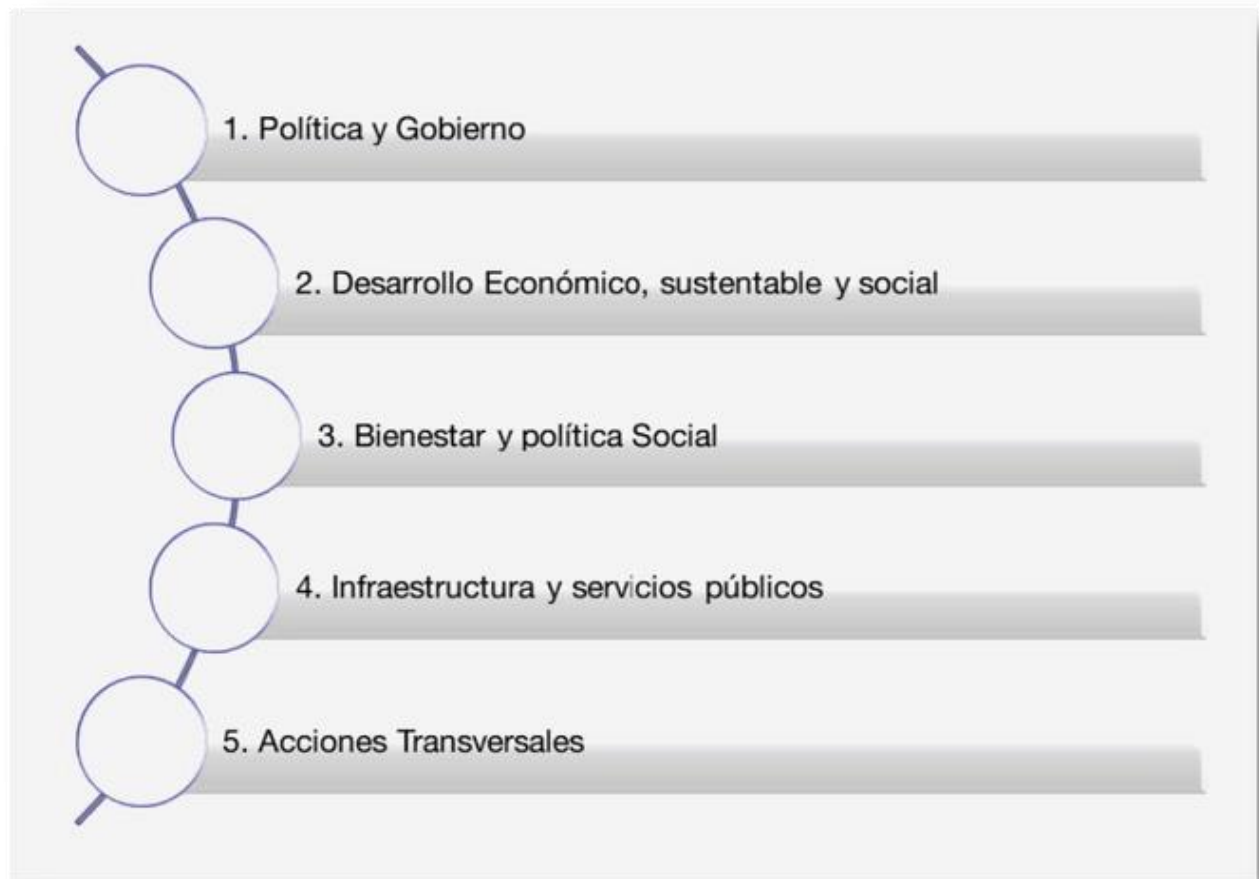 1. Política y Gobierno
2. Desarrollo Económico, sustentable y social
3. Bienestar y política Social
4. Infraestructura y servicios públicos
5. Acciones Transversales